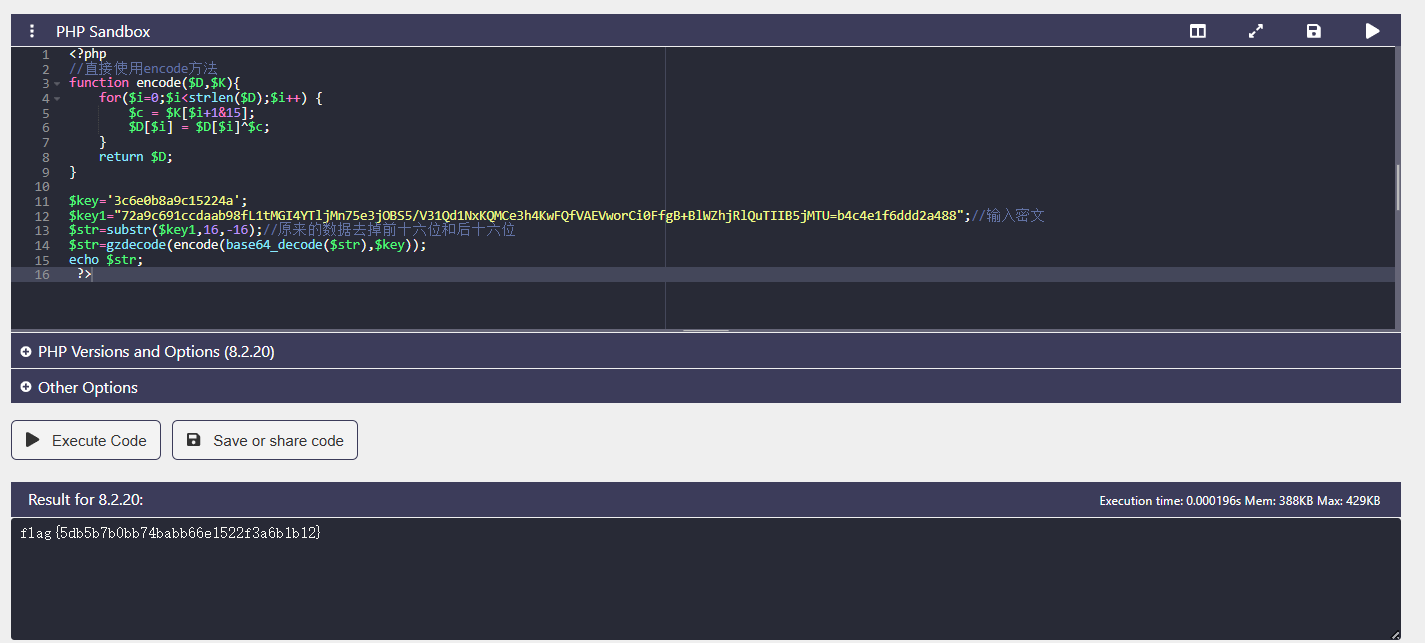 PHP Sandbox
1 <?php
2 //直接使用encode方法
3 function encode($D,$K){
4 for($i=0;$i<strlen($D);$i++) {
5 $c = $K[$i+1&15];
6 $D[$i] = $D[$i]^$c;
7 }
8 return $D;
9 }
10
11 $key='3c6e0b8a9c15224a';
12 $key1="72a9c691ccdaab98fL1tMGI4YTljMn75e3jOBS5/V31Qd1NxKQMCe3h4KwFQfVAEVworCi0FfgB+BlWZhjRlQuTIIB5jMTU=b4c4e1f6ddd2a488";//输入密文
13 $str=substr($key1,16,-16);//原来的数据去掉前十六位和后十六位
14 $str=gzdecode(encode(base64_decode($str),$key));
15 echo $str;
16 ?>
PHP Versions and Options (8.2.20)
Other Options
Execute Code
Save or share code
Result for 8.2.20:
Execution time: 0.000196s Mem: 388KB Max: 429KB
flag{5db5b7b0bb74babb66e1522f3a6b1b12}